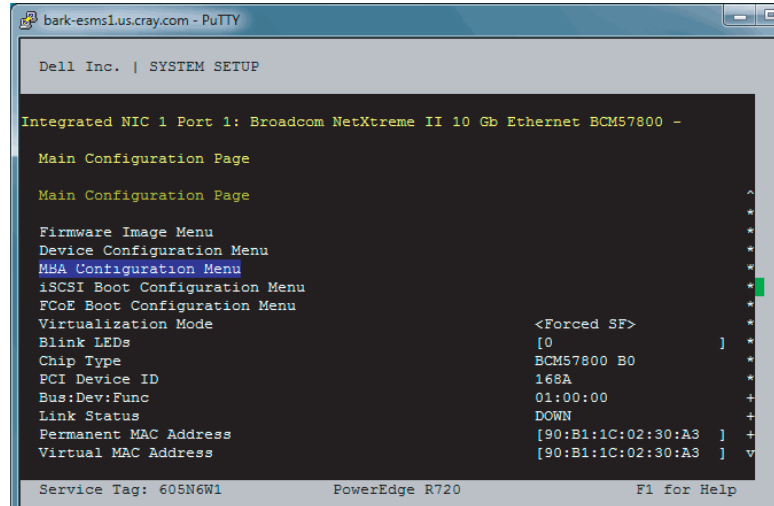 bark-esms1.us.cray.com - PuTTY
Dell Inc. | SYSTEM SETUP
Integrated NIC 1 Port 1: Broadcom NetXtreme II 10 Gb Ethernet BCM57800 -
Main Configuration Page
Main Configuration Page ^
*
Firmware Image Menu *
Device Configuration Menu *
MBA Configuration Menu *
iSCSI Boot Configuration Menu *
FCoE Boot Configuration Menu *
Virtualization Mode <Forced SF> *
Blink LEDs [0 ] *
Chip Type BCM57800 B0 *
PCI Device ID 168A *
Bus:Dev:Func 01:00:00 +
Link Status DOWN +
Permanent MAC Address [90:B1:1C:02:30:A3 ] +
Virtual MAC Address [90:B1:1C:02:30:A3 ] v
Service Tag: 605N6W1 PowerEdge R720 F1 for Help